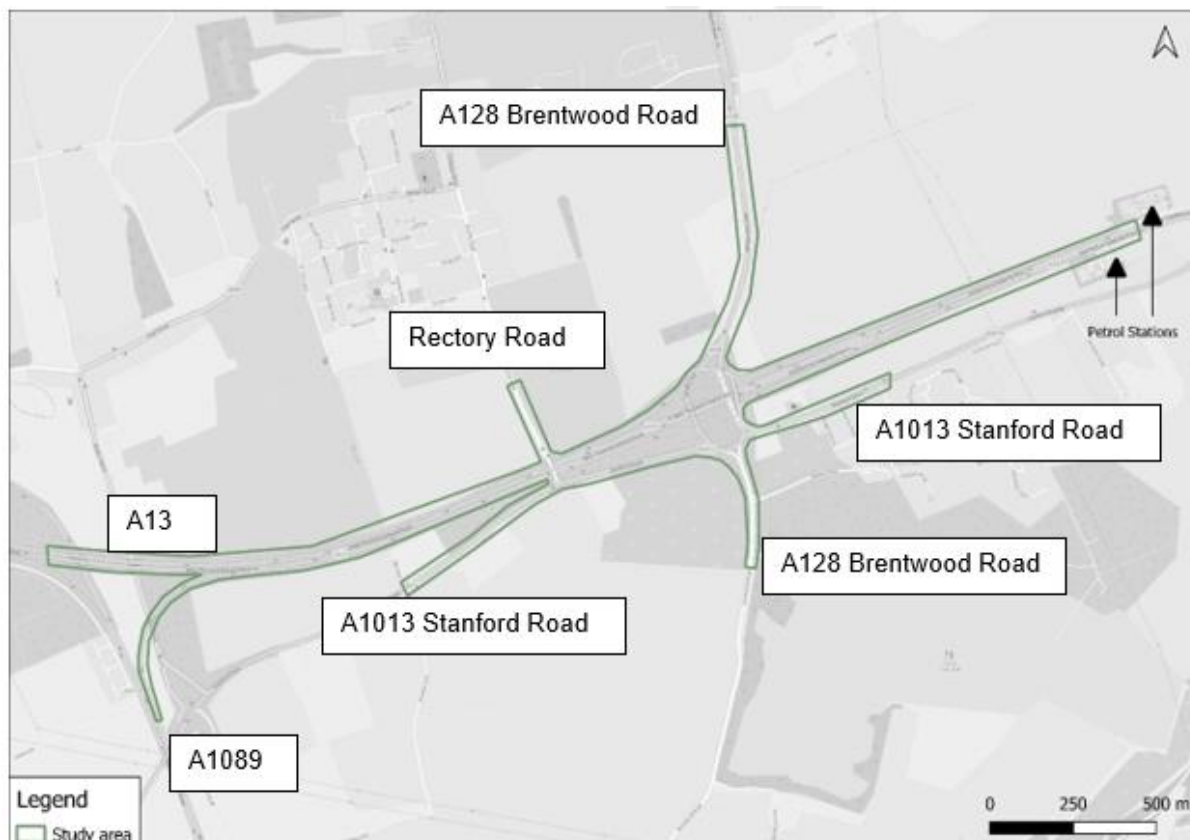 A128 Brentwood Road
Rectory Road
Petrol Stations
A1013 Stanford Road
A13
A128 Brentwood Road
A1013 Stanford Road
A1089
Legend
Study area
0 250 500 m